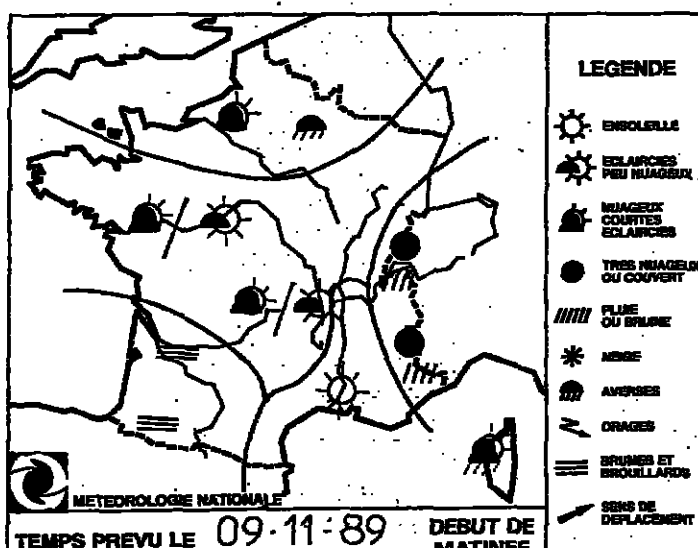 LEGENDE
ENSOLEILLE
ECLAIRCIES
PEU NUAGEUX
NUAGEUX
COURTES
ECLAIRCIES
TRES NUAGEUX
OU COUVERT
PLUIE
OU BRUINE
NEIGE
AVERSES
ORAGES
BRUMES ET
BROUILLARDS
SENS DE
DEPLACEMENT
METEOROLOGIE NATIONALE
TEMPS PREVU LE 09-11-89 DEBUT DE
MATINEE